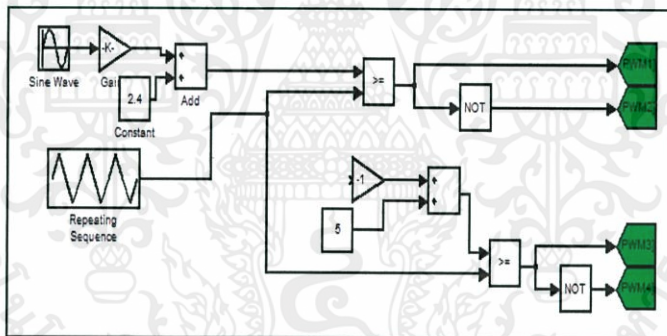 Sine Wave
-K-
Gain
2.4
Constant
+
+
Add
>=
NOT
PWM1]
PWM2]
Repeating
Sequence
-1
5
+
+
>=
NOT
PWM3]
PWM4]